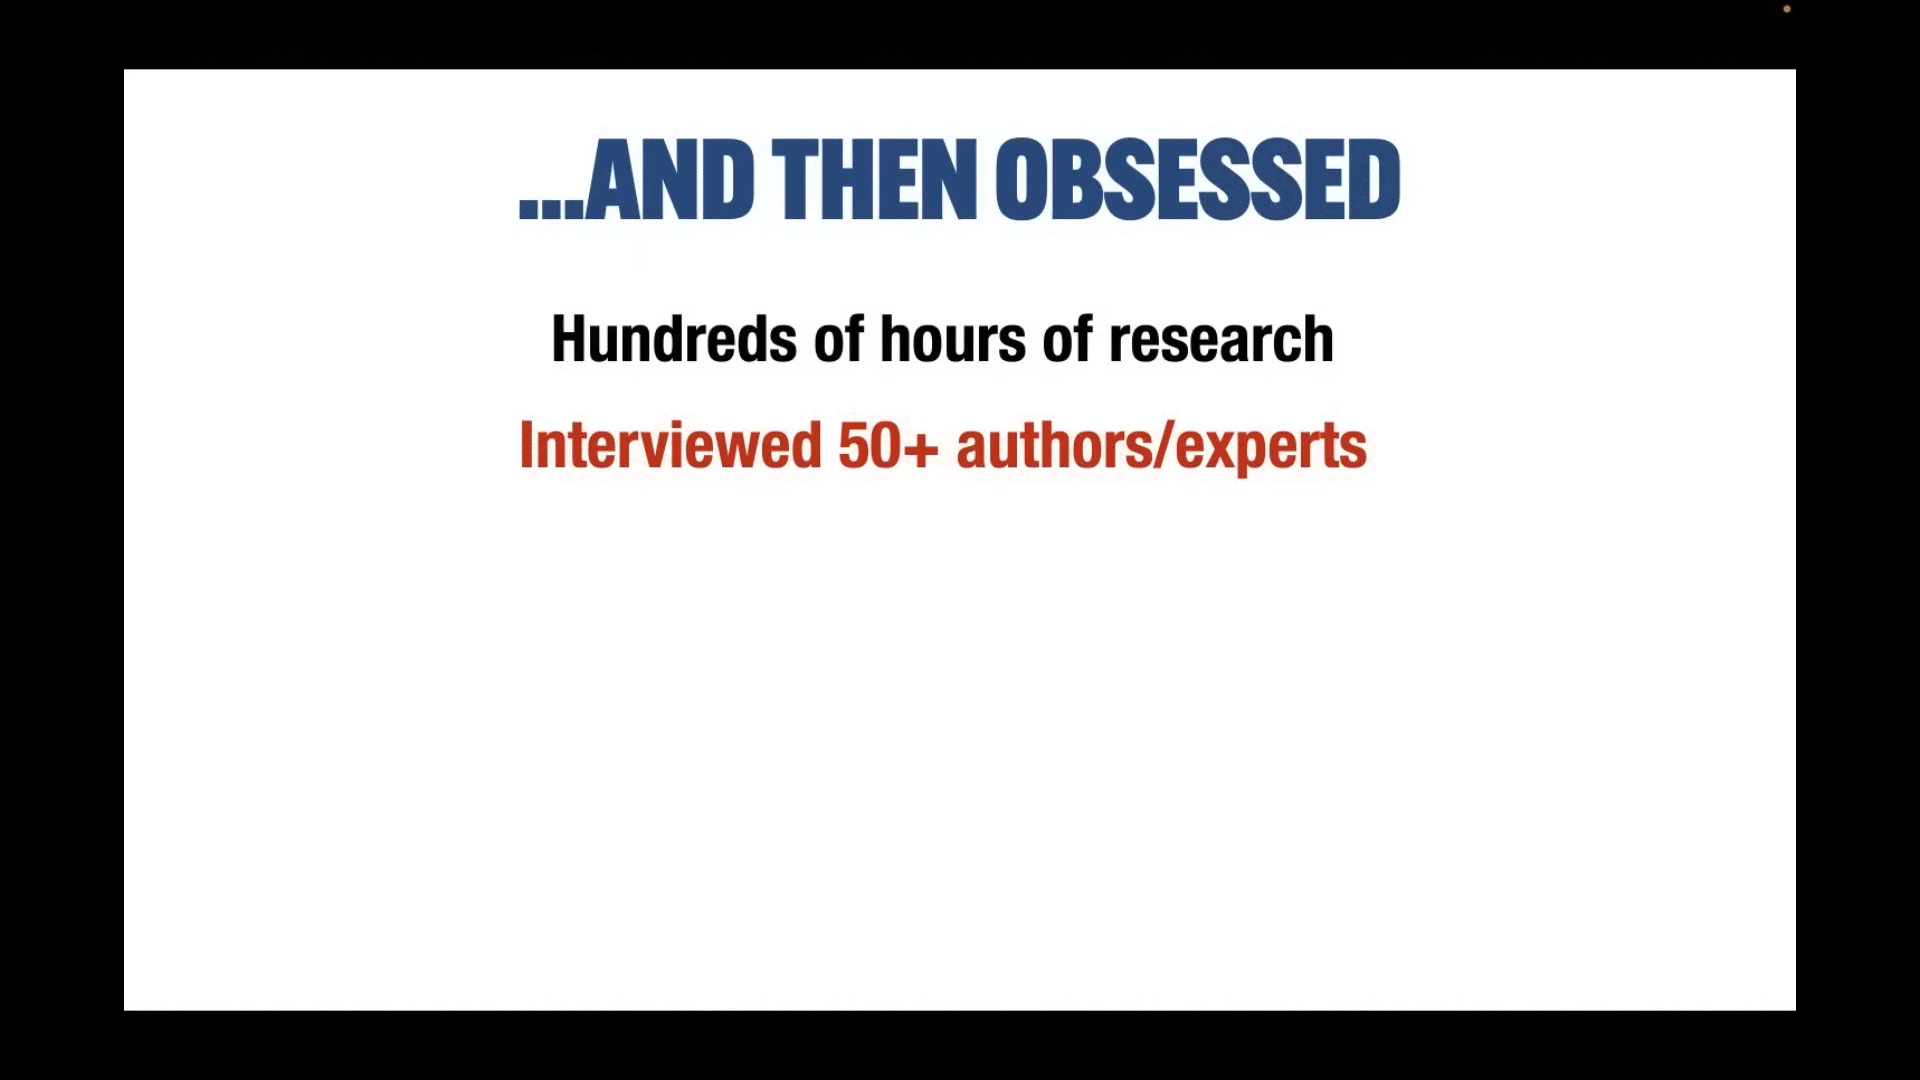 ...AND THEN OBSESSED
Hundreds of hours of research
Interviewed 50+ authors/experts